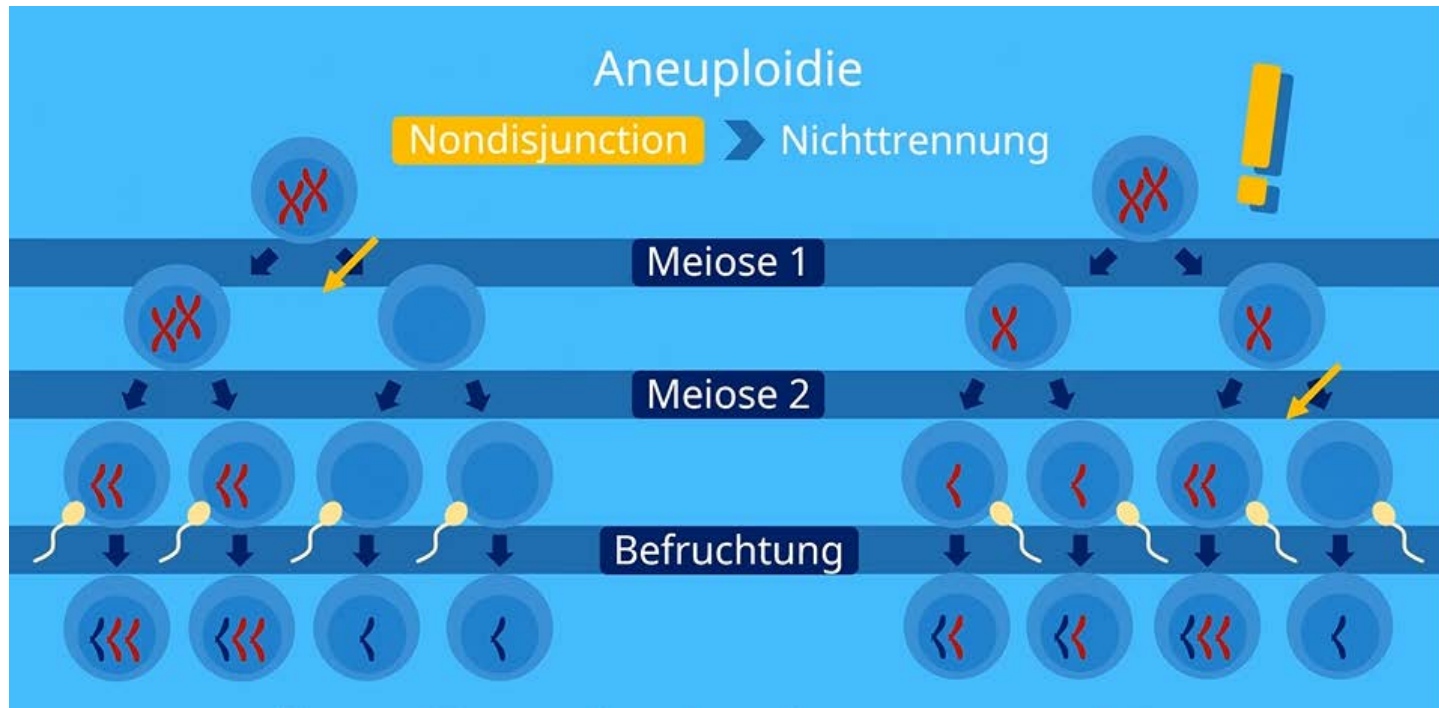 Aneuploidie
Nondisjunction Nichttrennung
Meiose 1
Meiose 2
Befruchtung